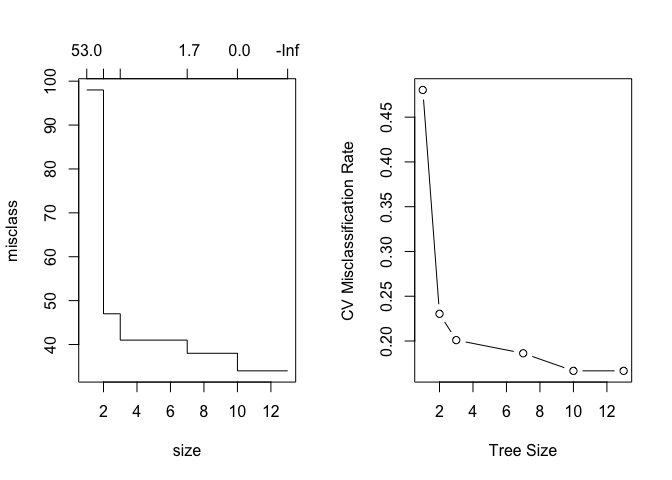 53.0 1.7 0.0 -Inf
misclass
100
90
80
70
60
50
40
2 4 6 8 10 12
size
CV Misclassification Rate
0.45
0.40
0.35
0.30
0.25
0.20
2 4 6 8 10 12
Tree Size